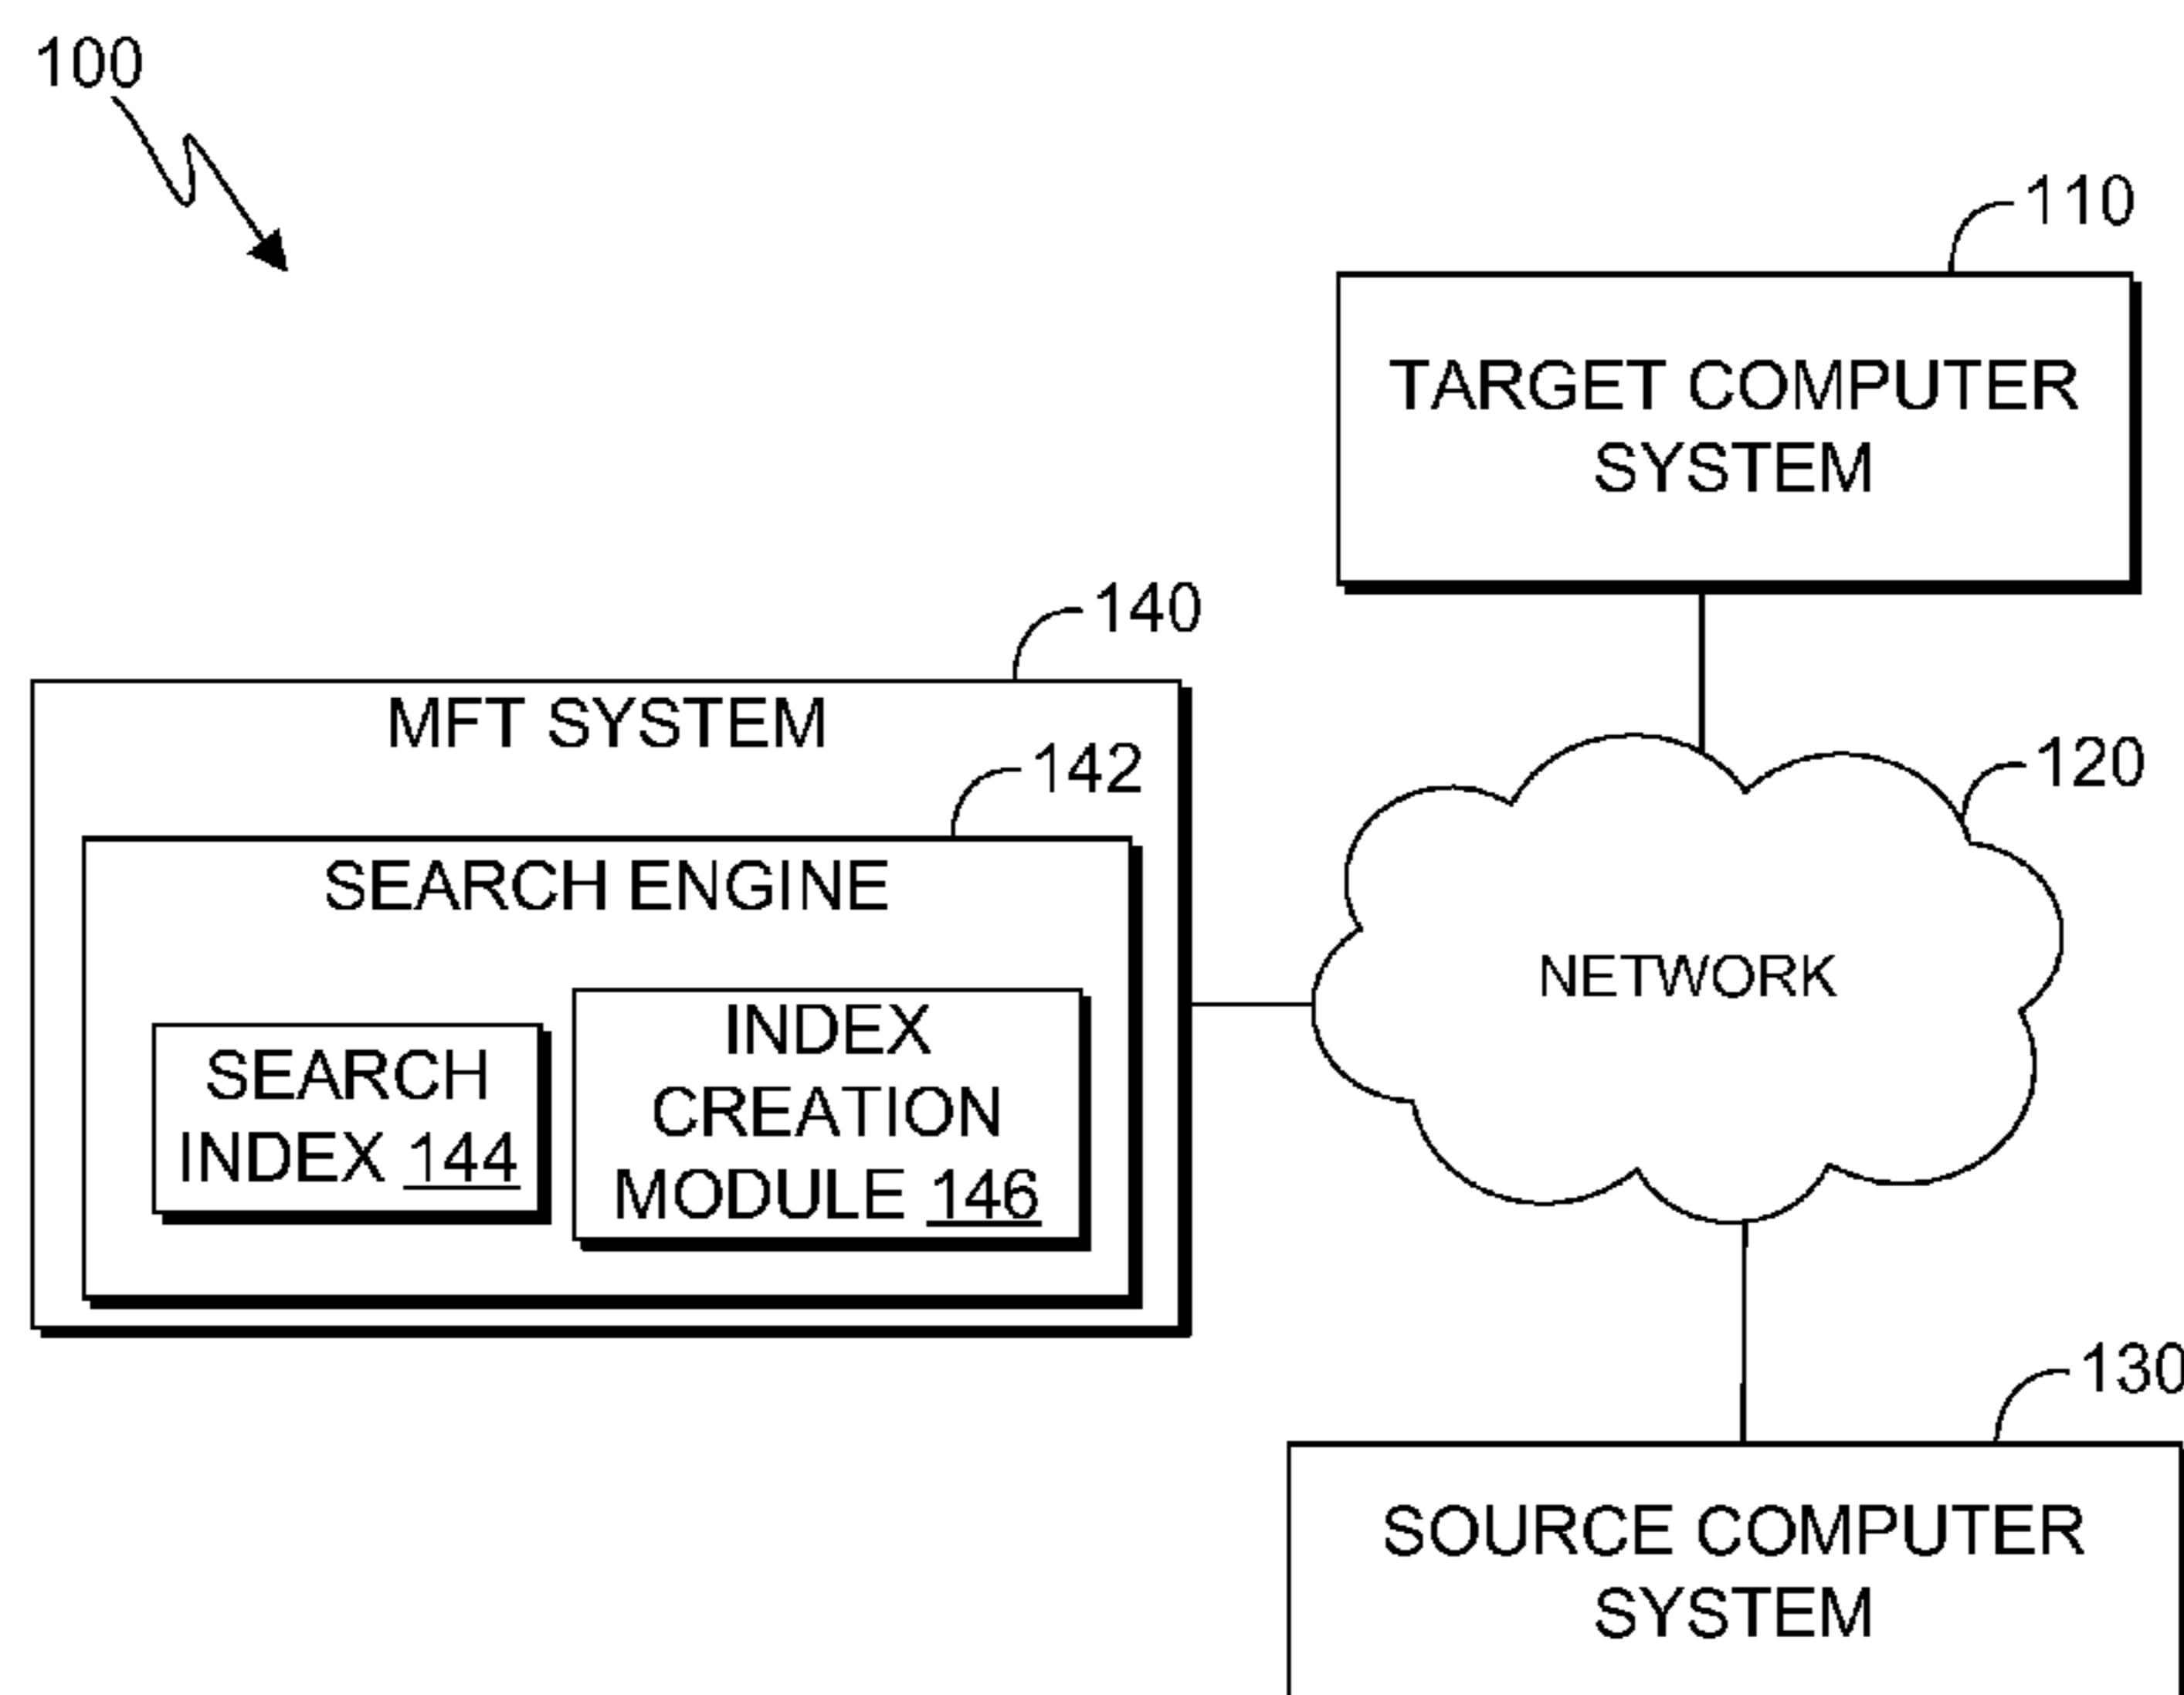 100
110
TARGET COMPUTER
SYSTEM
140
MFT SYSTEM
142
SEARCH ENGINE
SEARCH
INDEX 144
INDEX
CREATION
MODULE 146
120
NETWORK
130
SOURCE COMPUTER
SYSTEM